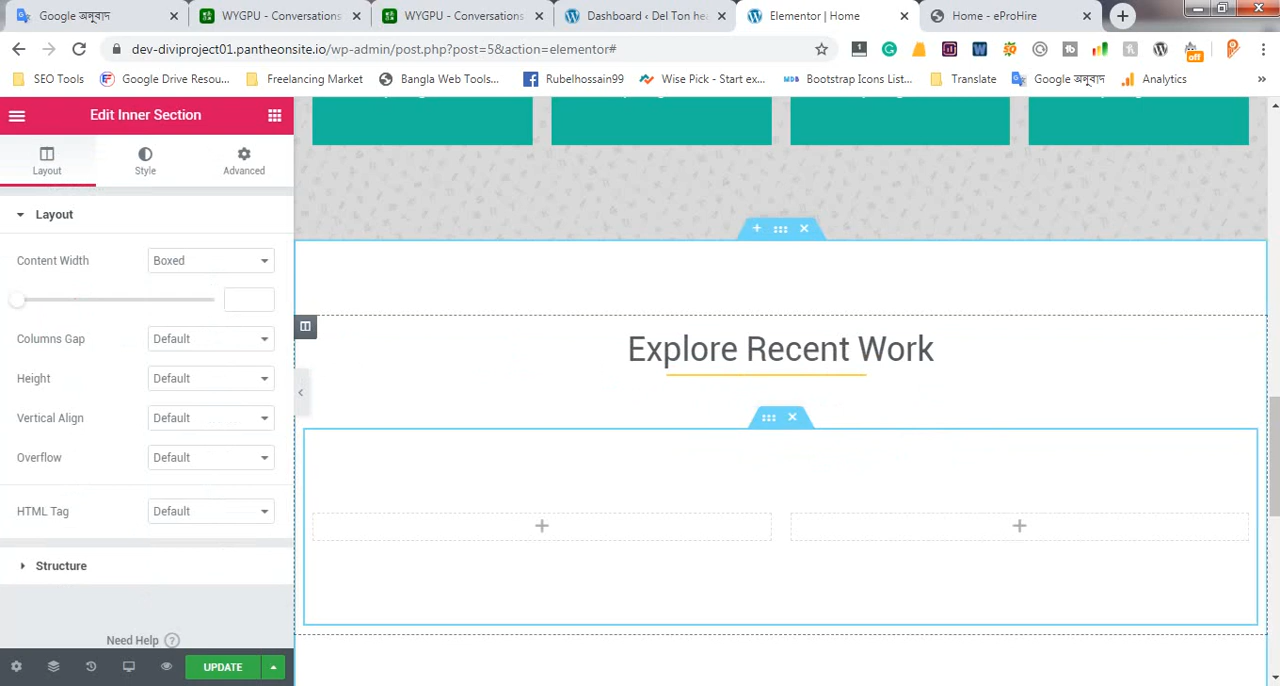 Google অনুবাদ
WYGPU - Conversations
WYGPU - Conversations
Dashboard ‹ Del Ton he
Elementor | Home
Home - eProHire
dev-diviproject01.pantheonsite.io/wp-admin/post.php?post=5&action=elementor#
off
SEO Tools
Google Drive Resou...
Freelancing Market
Bangla Web Tools...
Rubelhossain99
Wise Pick - Start ex...
MDB
Bootstrap Icons List...
Translate
Google অনুবাদ
Analytics
»
Edit Inner Section
Layout
Style
Advanced
Layout
Content Width
Boxed
Columns Gap
Default
Height
Default
Vertical Align
Default
Overflow
Default
HTML Tag
Default
Structure
Need Help
UPDATE
Explore Recent Work